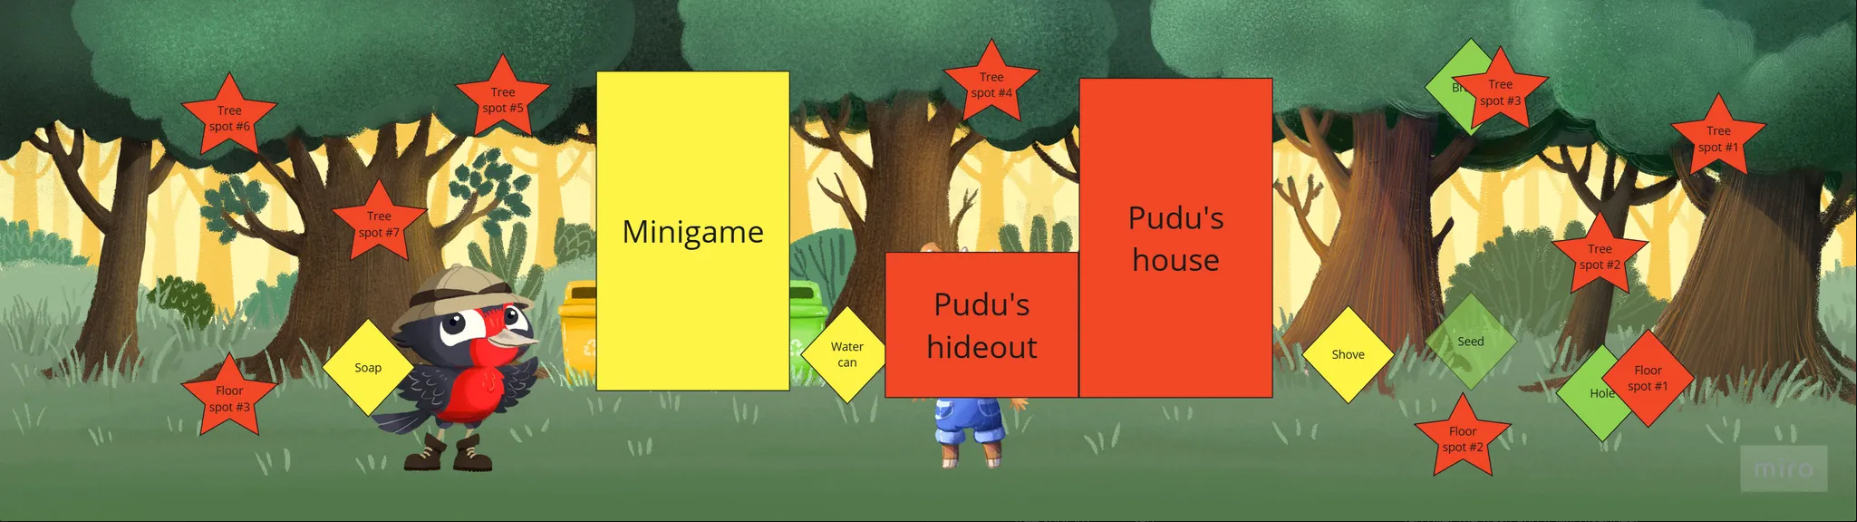 Tree
spot #6
Tree
spot #5
Minigame
Tree
spot #4
Pudu's
house
Tree
spot #3
Tree
spot #1
Tree
spot #7
Tree
spot #2
Pudu's
hideout
Soap
Water
can
Shove
Seed
Floor
spot #3
Hole
Floor
spot #1
Floor
spot #2
miro